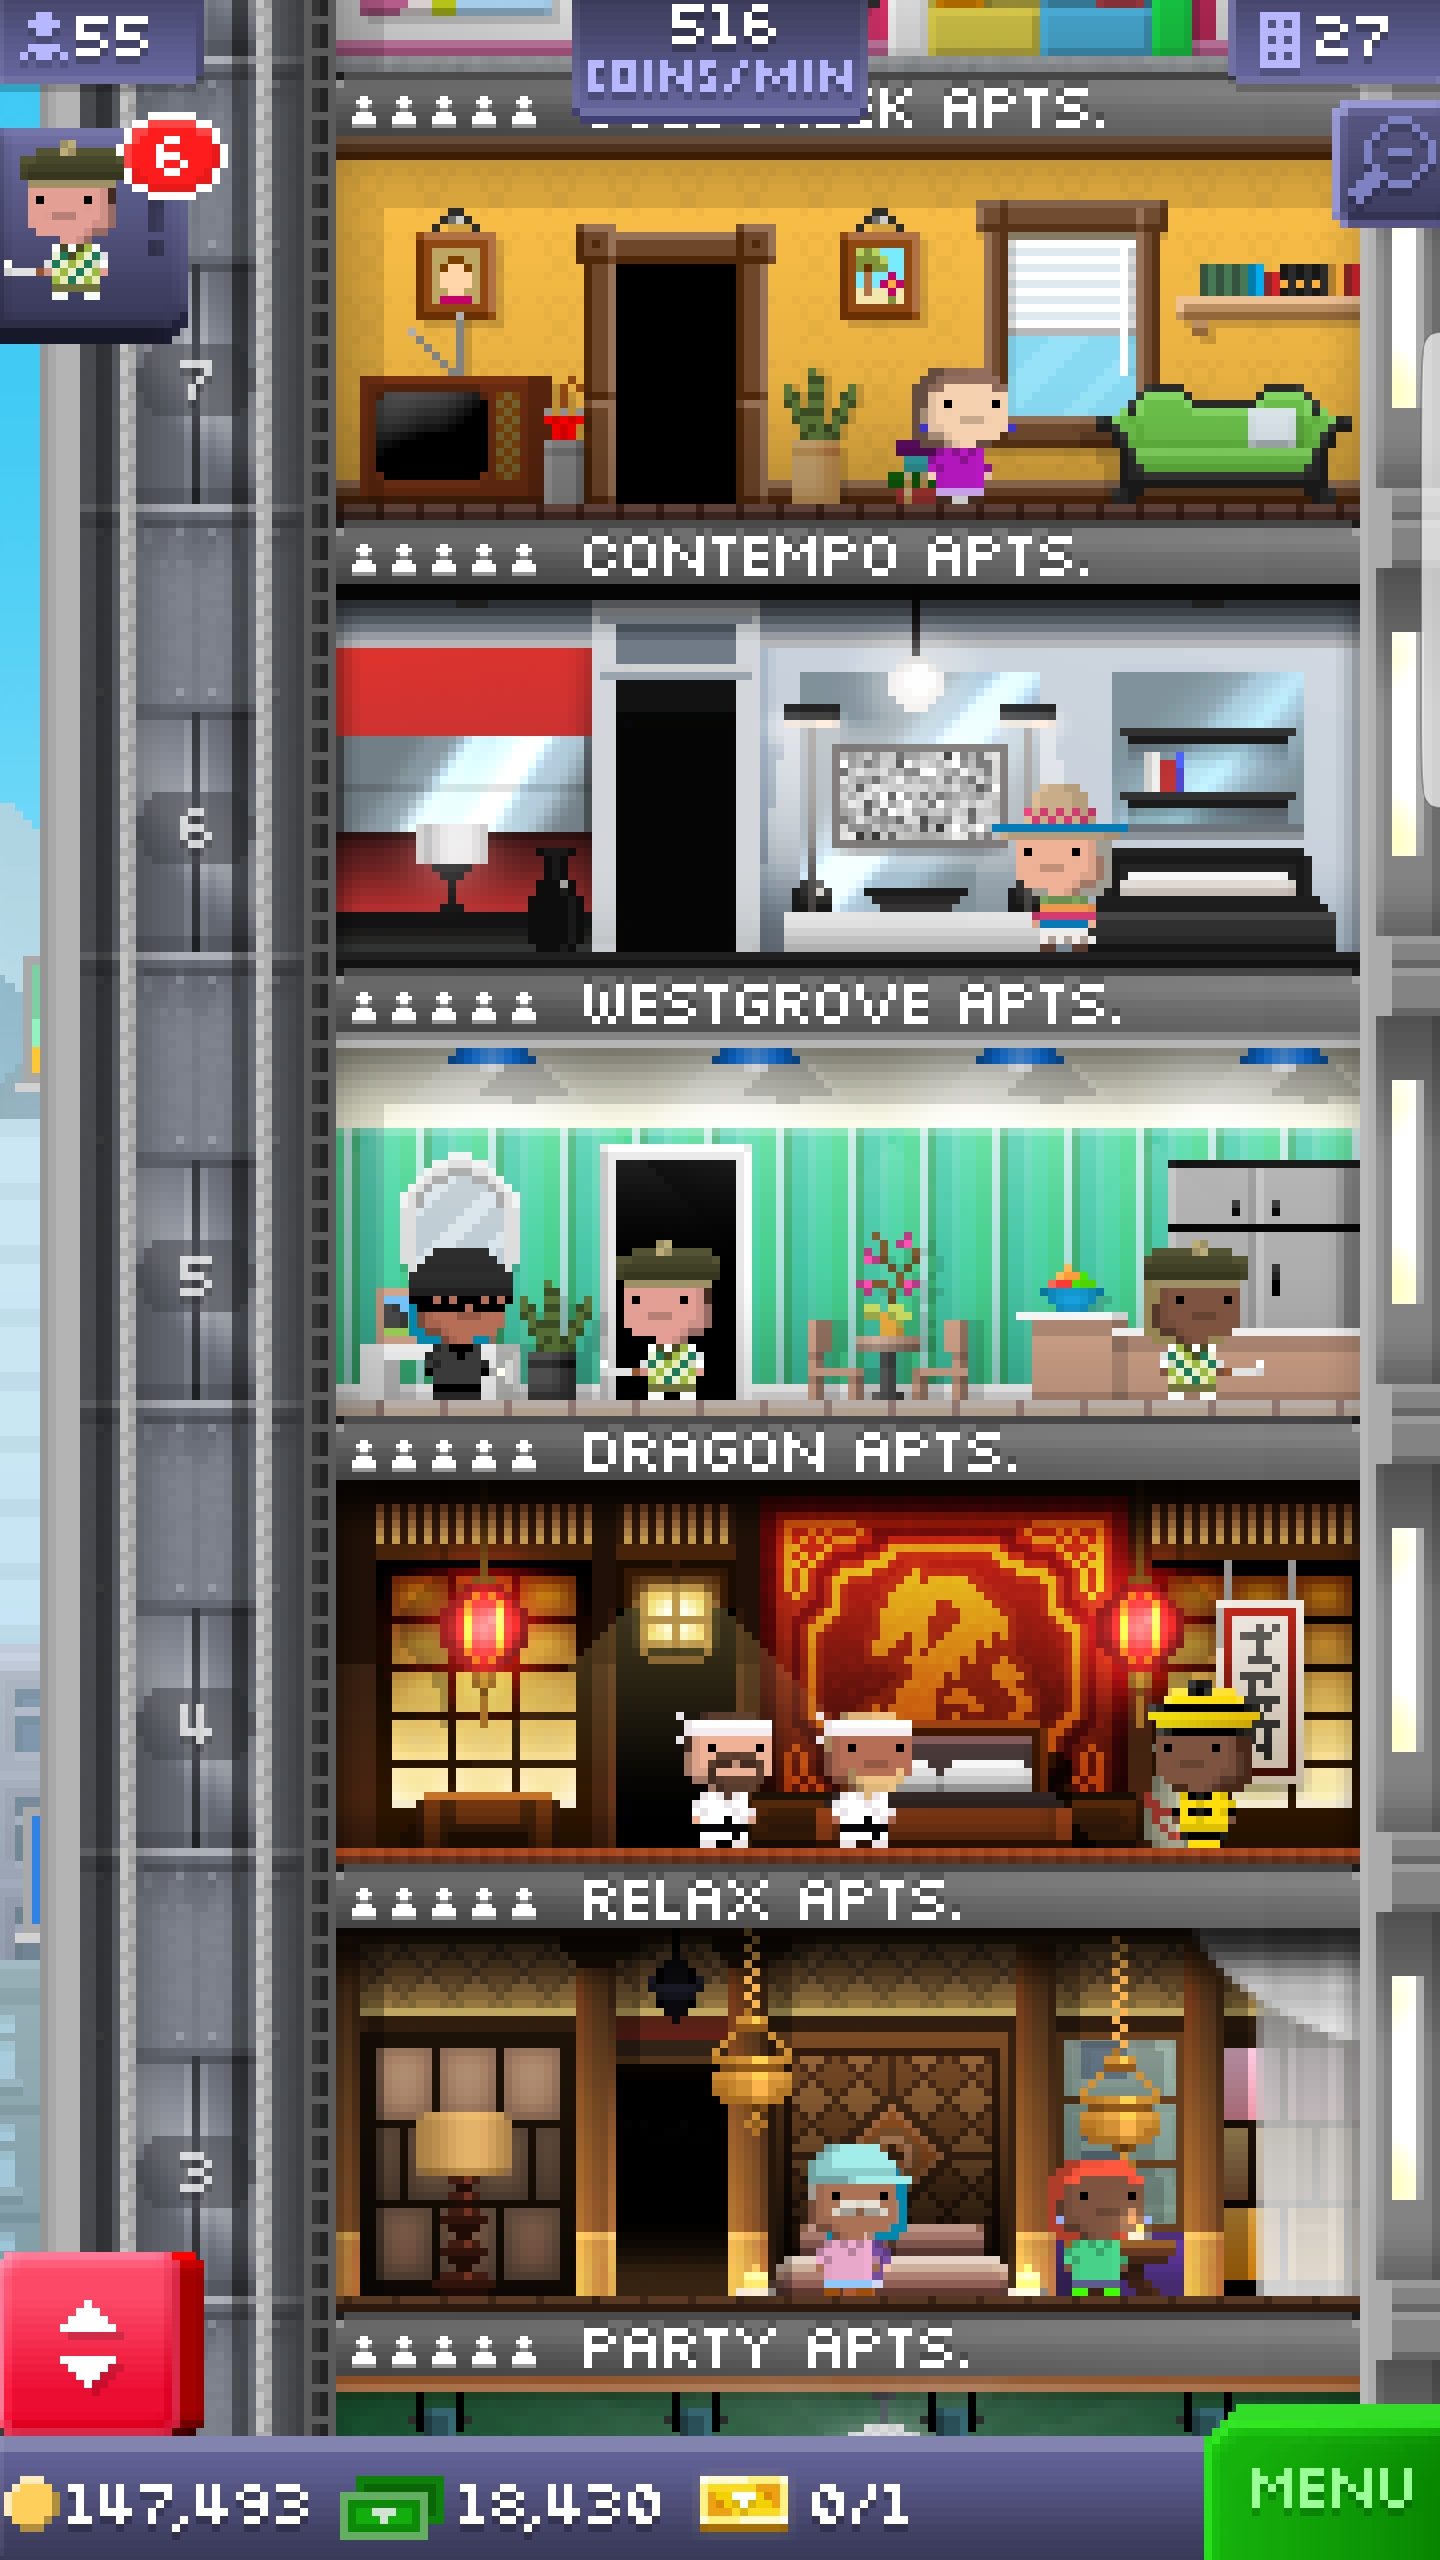 55
516
COINS/MIN
27
6
APTS.
7
CONTEMPO APTS.
6
WESTGROVE APTS.
5
DRAGON APTS.
4
RELAX APTS.
3
PARTY APTS.
147,493
18,430
0/1
MENU